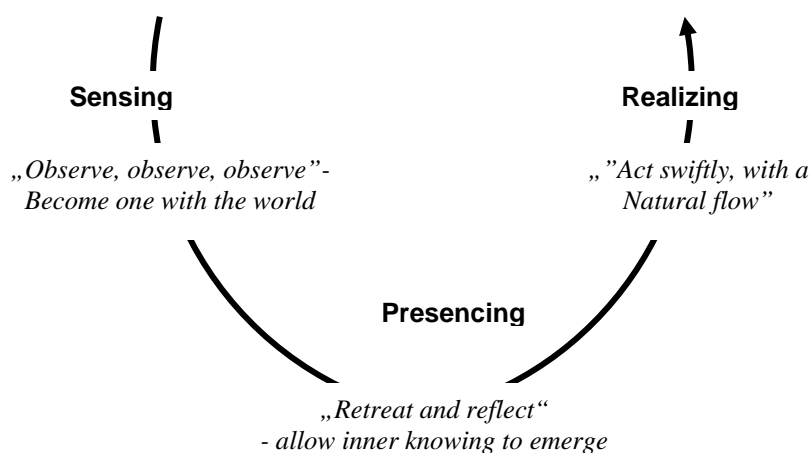 Sensing
„Observe, observe, observe”-
Become one with the world
Realizing
„”Act swiftly, with a
Natural flow”
Presencing
„Retreat and reflect“
- allow inner knowing to emerge